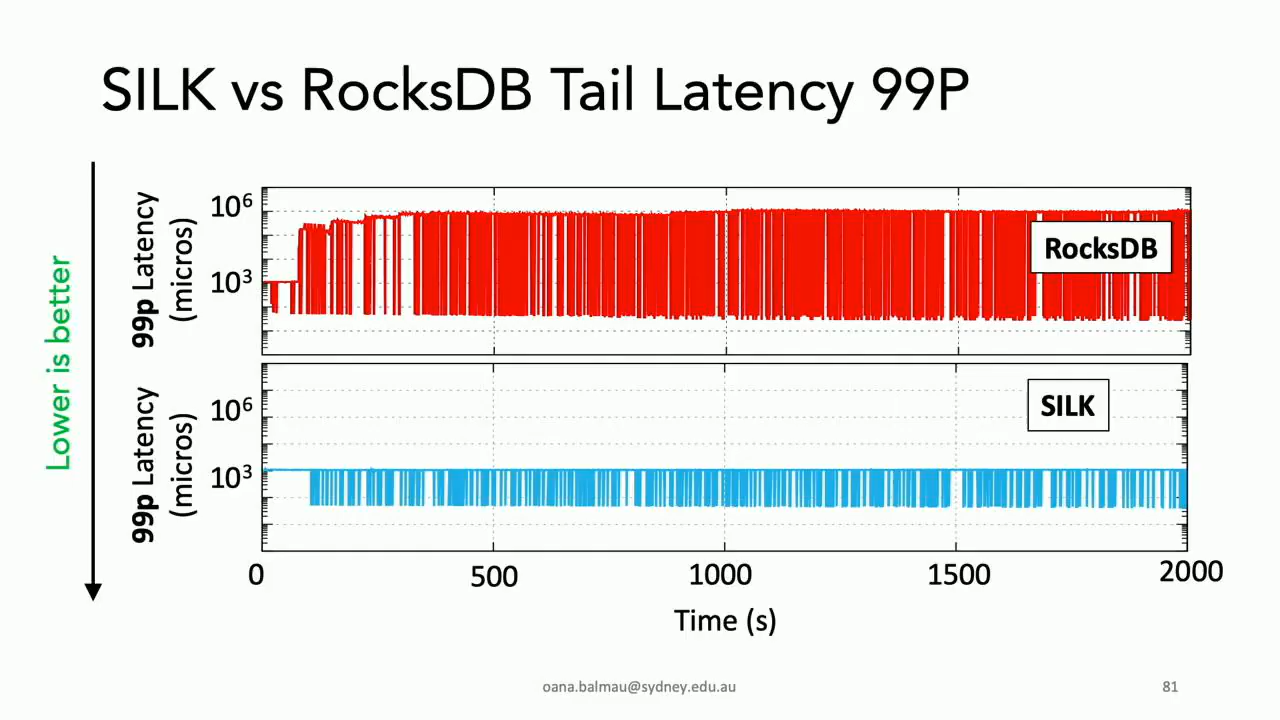 SILK vs RocksDB Tail Latency 99P
Lower is better
99p Latency
(micros)
10⁶
10³
RocksDB
99p Latency
(micros)
10⁶
10³
SILK
0 500 1000 1500 2000
Time (s)
oana.balmau@sydney.edu.au
81